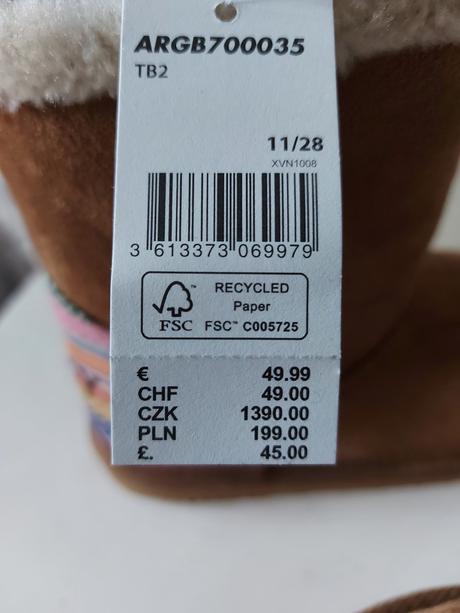 ARGB700035
TB2
11/28
XVN1008
3 613373 069979
RECYCLED
Paper
FSC FSC™ C005725
€ 49.99
CHF 49.00
CZK 1390.00
PLN 199.00
£. 45.00